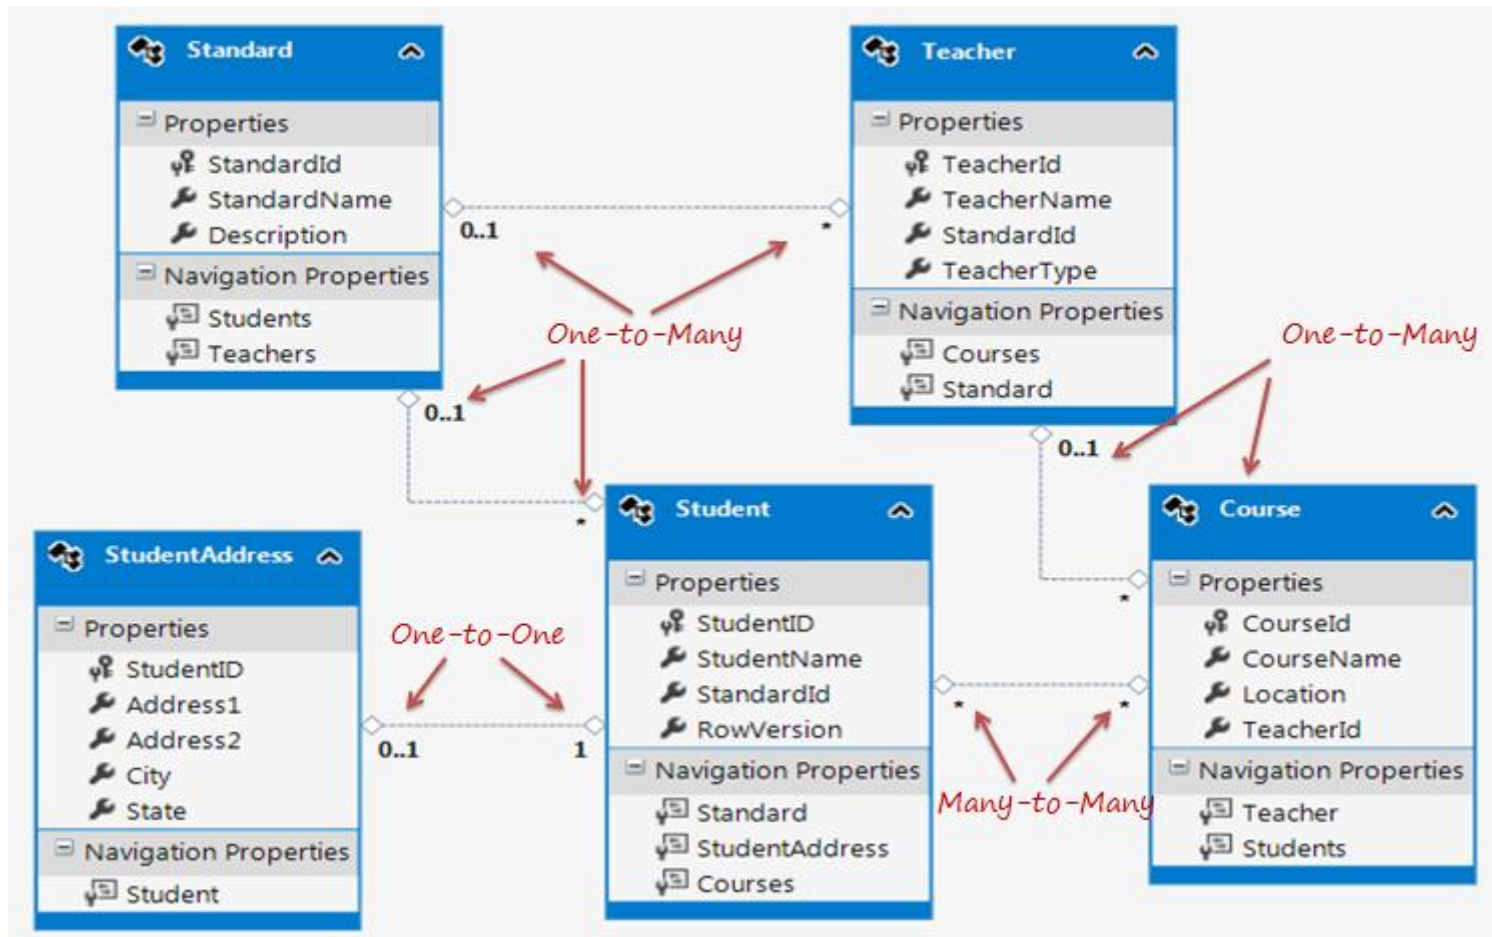 Standard
Properties
StandardId
StandardName
Description
Navigation Properties
Students
Teachers
Teacher
Properties
TeacherId
TeacherName
StandardId
TeacherType
Navigation Properties
Courses
Standard
0..1
*
One-to-Many
0..1
*
One-to-Many
0..1
*
StudentAddress
Properties
StudentID
Address1
Address2
City
State
Navigation Properties
Student
One-to-One
0..1
1
Student
Properties
StudentID
StudentName
StandardId
RowVersion
Navigation Properties
Standard
StudentAddress
Courses
*
*
Many-to-Many
Course
Properties
CourseId
CourseName
Location
TeacherId
Navigation Properties
Teacher
Students